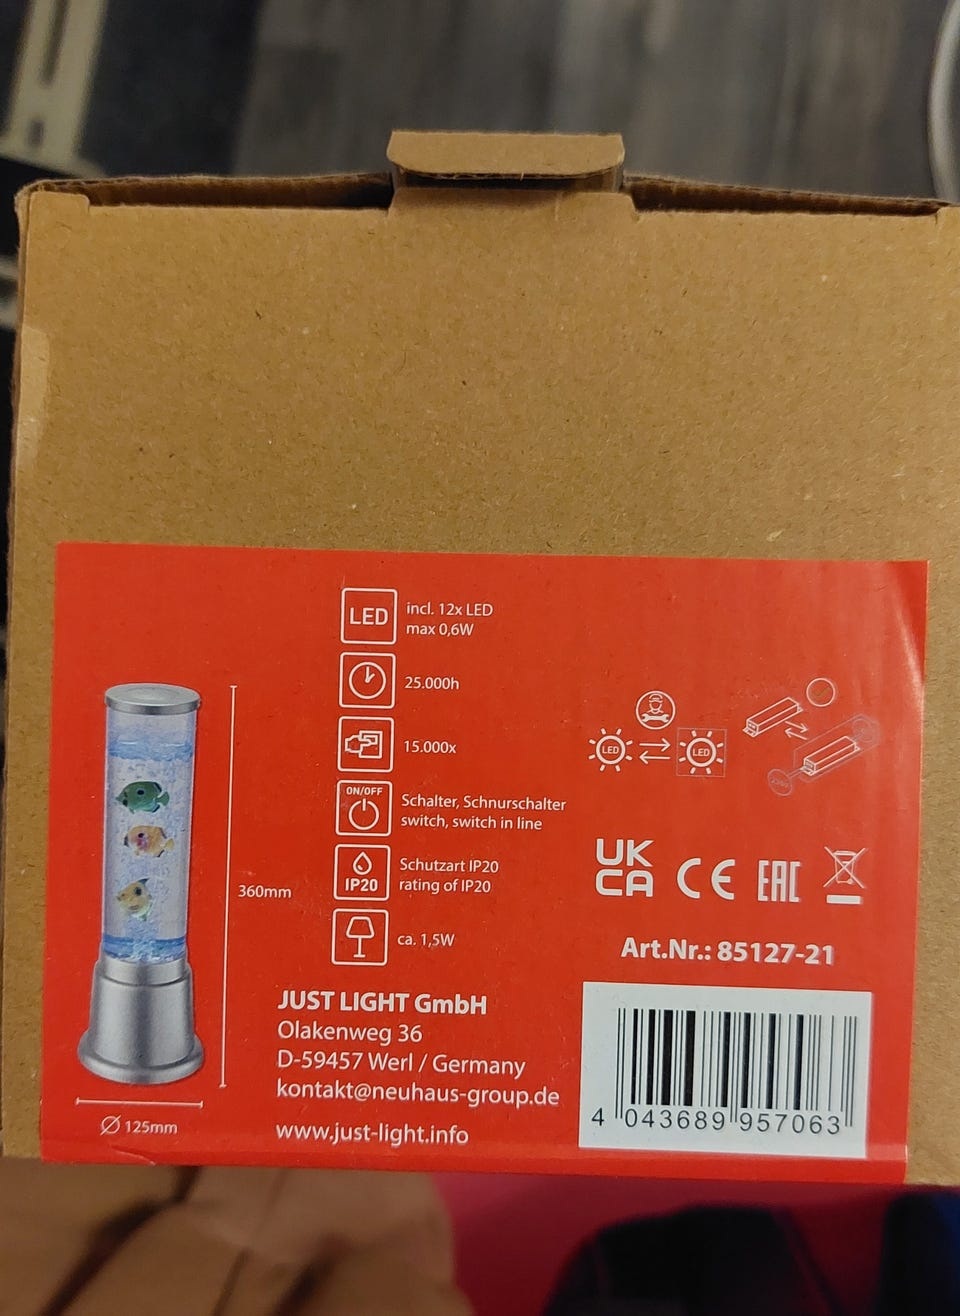 LED
incl. 12x LED
max 0,6W
25.000h
15.000x
ON/OFF
Schalter, Schnurschalter
switch, switch in line
IP20
Schutzart IP20
rating of IP20
ca. 1,5W
360mm
Ø 125mm
LED
LED
UK
CA
CE
EAC
Art.Nr.: 85127-21
JUST LIGHT GmbH
Olakenweg 36
D-59457 Werl / Germany
kontakt@neuhaus-group.de
www.just-light.info
4 043689 957063